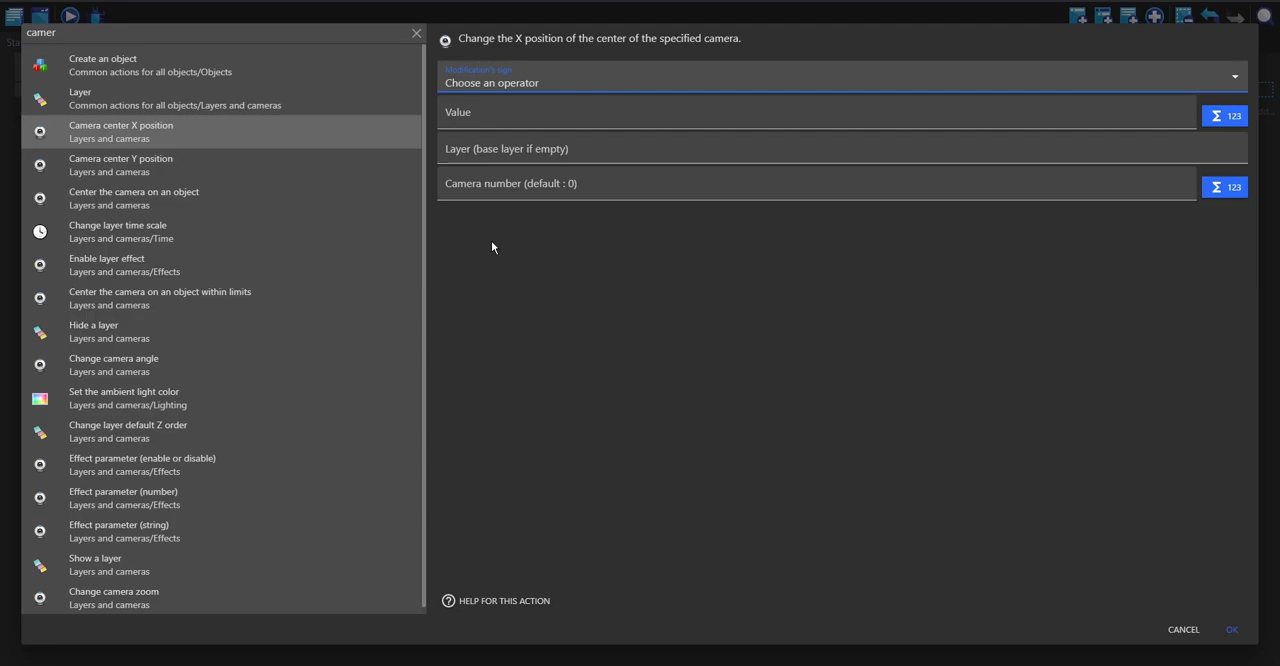 camer
Create an object
Common actions for all objects/Objects
Layer
Common actions for all objects/Layers and cameras
Camera center X position
Layers and cameras
Camera center Y position
Layers and cameras
Center the camera on an object
Layers and cameras
Change layer time scale
Layers and cameras/Time
Enable layer effect
Layers and cameras/Effects
Center the camera on an object within limits
Layers and cameras
Hide a layer
Layers and cameras
Change camera angle
Layers and cameras
Set the ambient light color
Layers and cameras/Lighting
Change layer default Z order
Layers and cameras
Effect parameter (enable or disable)
Layers and cameras/Effects
Effect parameter (number)
Layers and cameras/Effects
Effect parameter (string)
Layers and cameras/Effects
Show a layer
Layers and cameras
Change camera zoom
Layers and cameras
Change the X position of the center of the specified camera.
Modification's sign
Choose an operator
Value
Σ 123
Layer (base layer if empty)
Camera number (default : 0)
Σ 123
HELP FOR THIS ACTION
CANCEL
OK